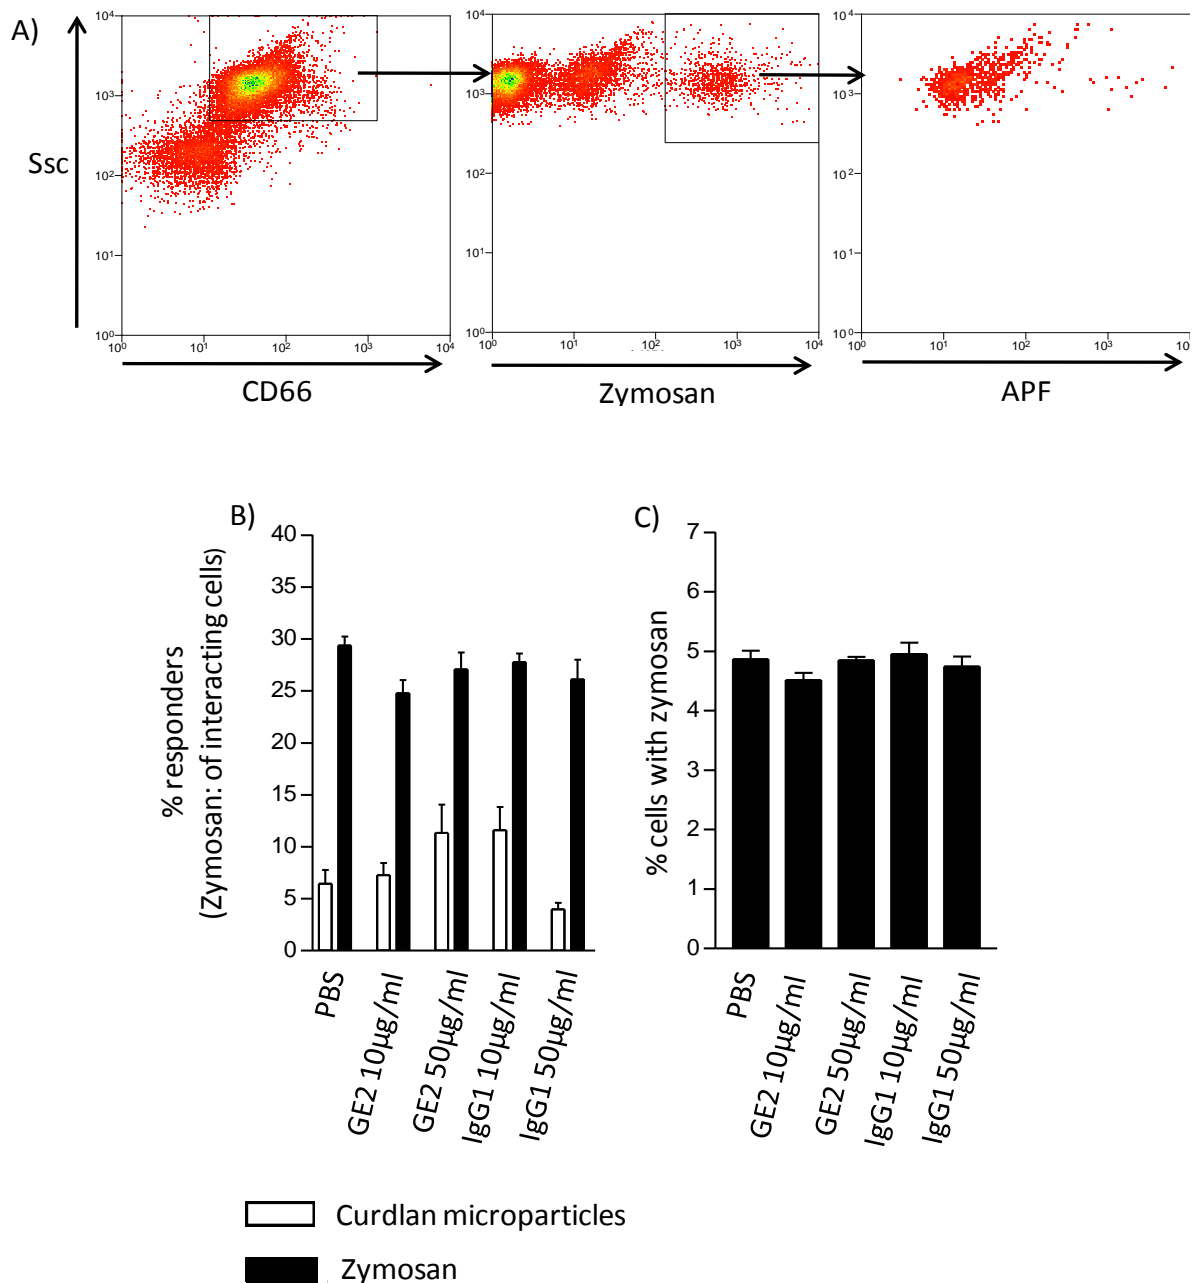 A)
Ssc
10⁴
10³
10²
10¹
10⁰
10⁰ 10¹ 10² 10³ 10⁴
CD66
10⁴
10³
10²
10¹
10⁰
10⁰ 10¹ 10² 10³ 10⁴
Zymosan
10⁴
10³
10²
10¹
10⁰
10¹ 10² 10³ 10
APF
B)
% responders
(Zymosan: of interacting cells)
40
35
30
25
20
15
10
5
0
PBS
GE2 10µg/ml
GE2 50µg/ml
IgG1 10µg/ml
IgG1 50µg/ml
C)
% cells with zymosan
7
6
5
4
3
2
1
0
PBS
GE2 10µg/ml
GE2 50µg/ml
IgG1 10µg/ml
IgG1 50µg/ml
Curdlan microparticles
Zymosan